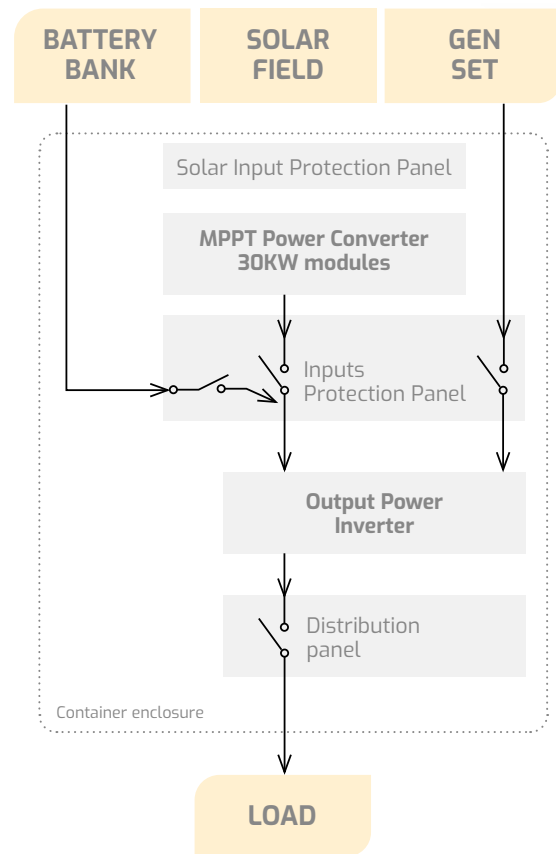 BATTERY
BANK
SOLAR
FIELD
GEN
SET
Solar Input Protection Panel
MPPT Power Converter
30KW modules
Inputs
Protection Panel
Output Power
Inverter
Distribution
panel
Container enclosure
LOAD